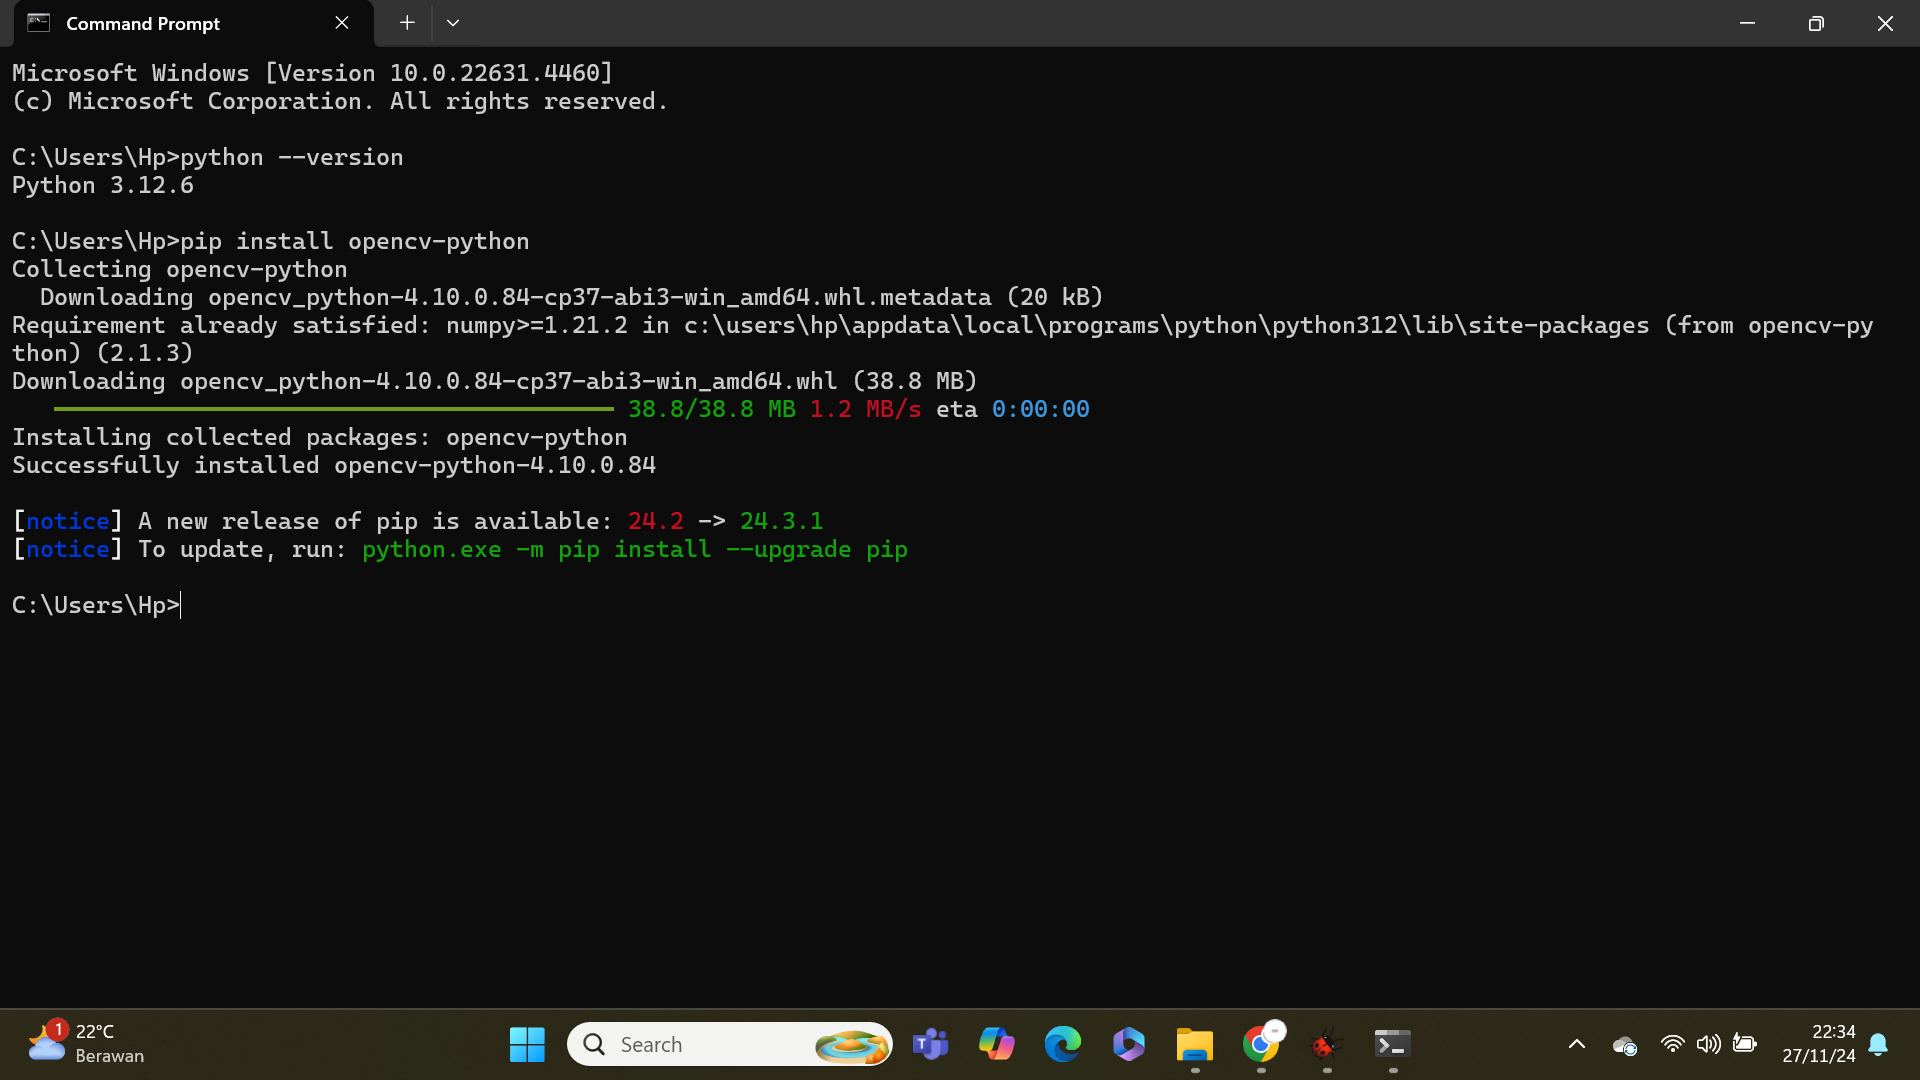 Command Prompt
Microsoft Windows [Version 10.0.22631.4460]
(c) Microsoft Corporation. All rights reserved.
C:\Users\Hp>python --version
Python 3.12.6
C:\Users\Hp>pip install opencv-python
Collecting opencv-python
  Downloading opencv_python-4.10.0.84-cp37-abi3-win_amd64.whl.metadata (20 kB)
Requirement already satisfied: numpy>=1.21.2 in c:\users\hp\appdata\local\programs\python\python312\lib\site-packages (from opencv-py
thon) (2.1.3)
Downloading opencv_python-4.10.0.84-cp37-abi3-win_amd64.whl (38.8 MB)
38.8/38.8 MB 1.2 MB/s eta 0:00:00
Installing collected packages: opencv-python
Successfully installed opencv-python-4.10.0.84
[notice] A new release of pip is available: 24.2 -> 24.3.1
[notice] To update, run: python.exe -m pip install --upgrade pip
C:\Users\Hp>
1
22°C
Berawan
Search
22:34
27/11/24